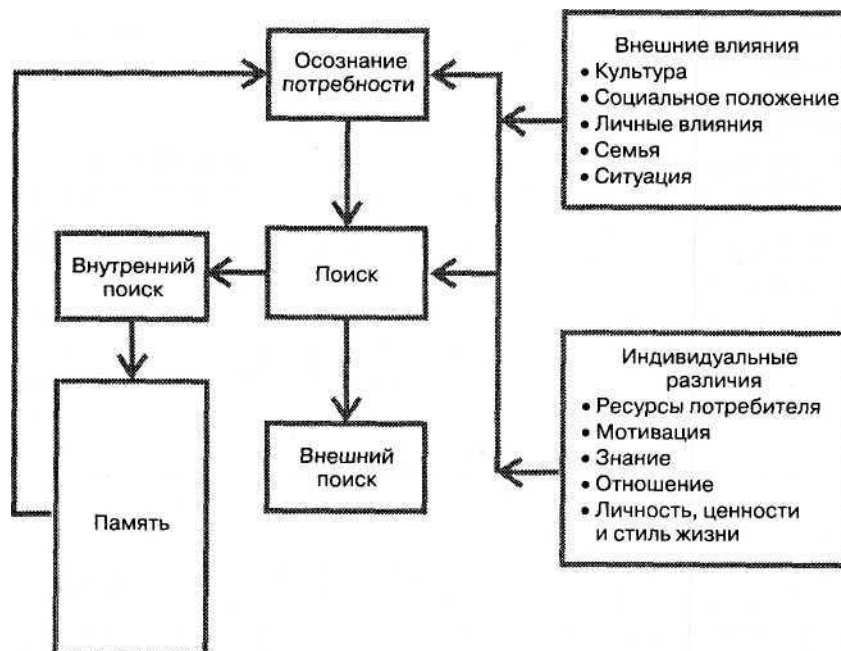 Осознание
потребности
Внешние влияния
• Культура
• Социальное положение
• Личные влияния
• Семья
• Ситуация
Внутренний
поиск
Поиск
Индивидуальные
различия
• Ресурсы потребителя
• Мотивация
• Знание
• Отношение
• Личность, ценности
и стиль жизни
Внешний
поиск
Память